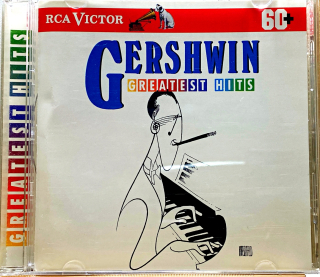 RCA VICTOR
60+
GERSHWIN
GREATEST HITS
GREATEST HITS